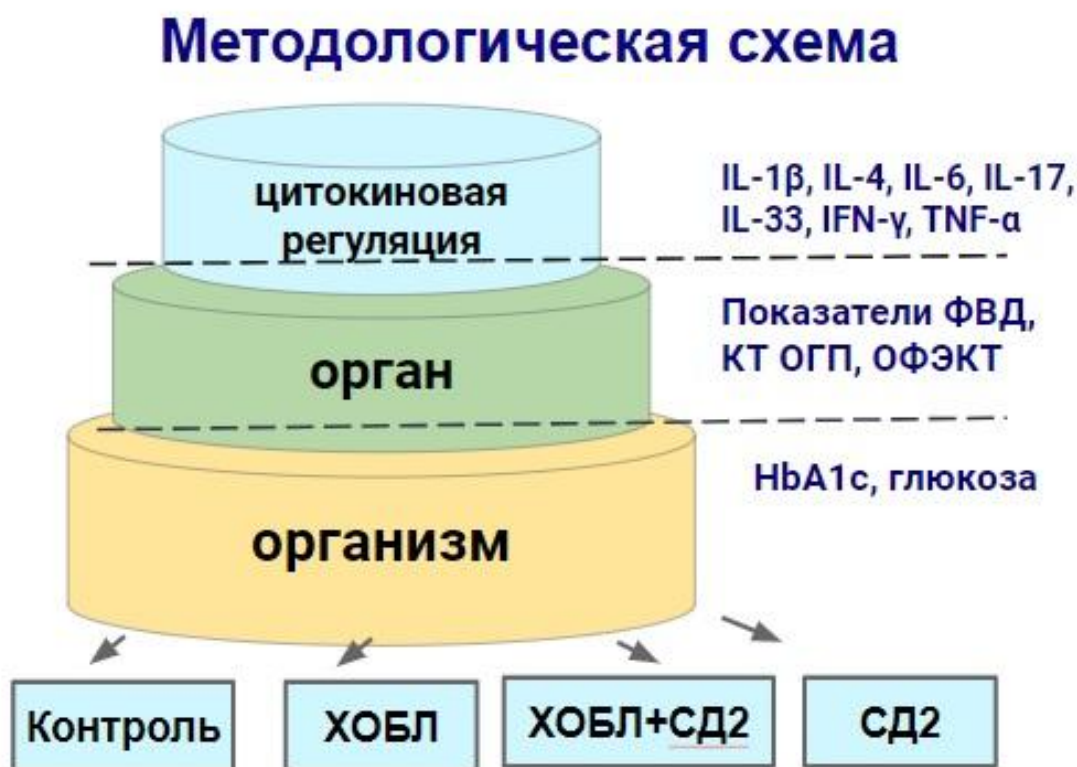 Методологическая схема
цитокиновая
регуляция
IL-1β, IL-4, IL-6, IL-17,
IL-33, IFN-γ, TNF-α
орган
Показатели ФВД,
КТ ОГП, ОФЭКТ
организм
HbA1c, глюкоза
Контроль
ХОБЛ
ХОБЛ+СД2
СД2